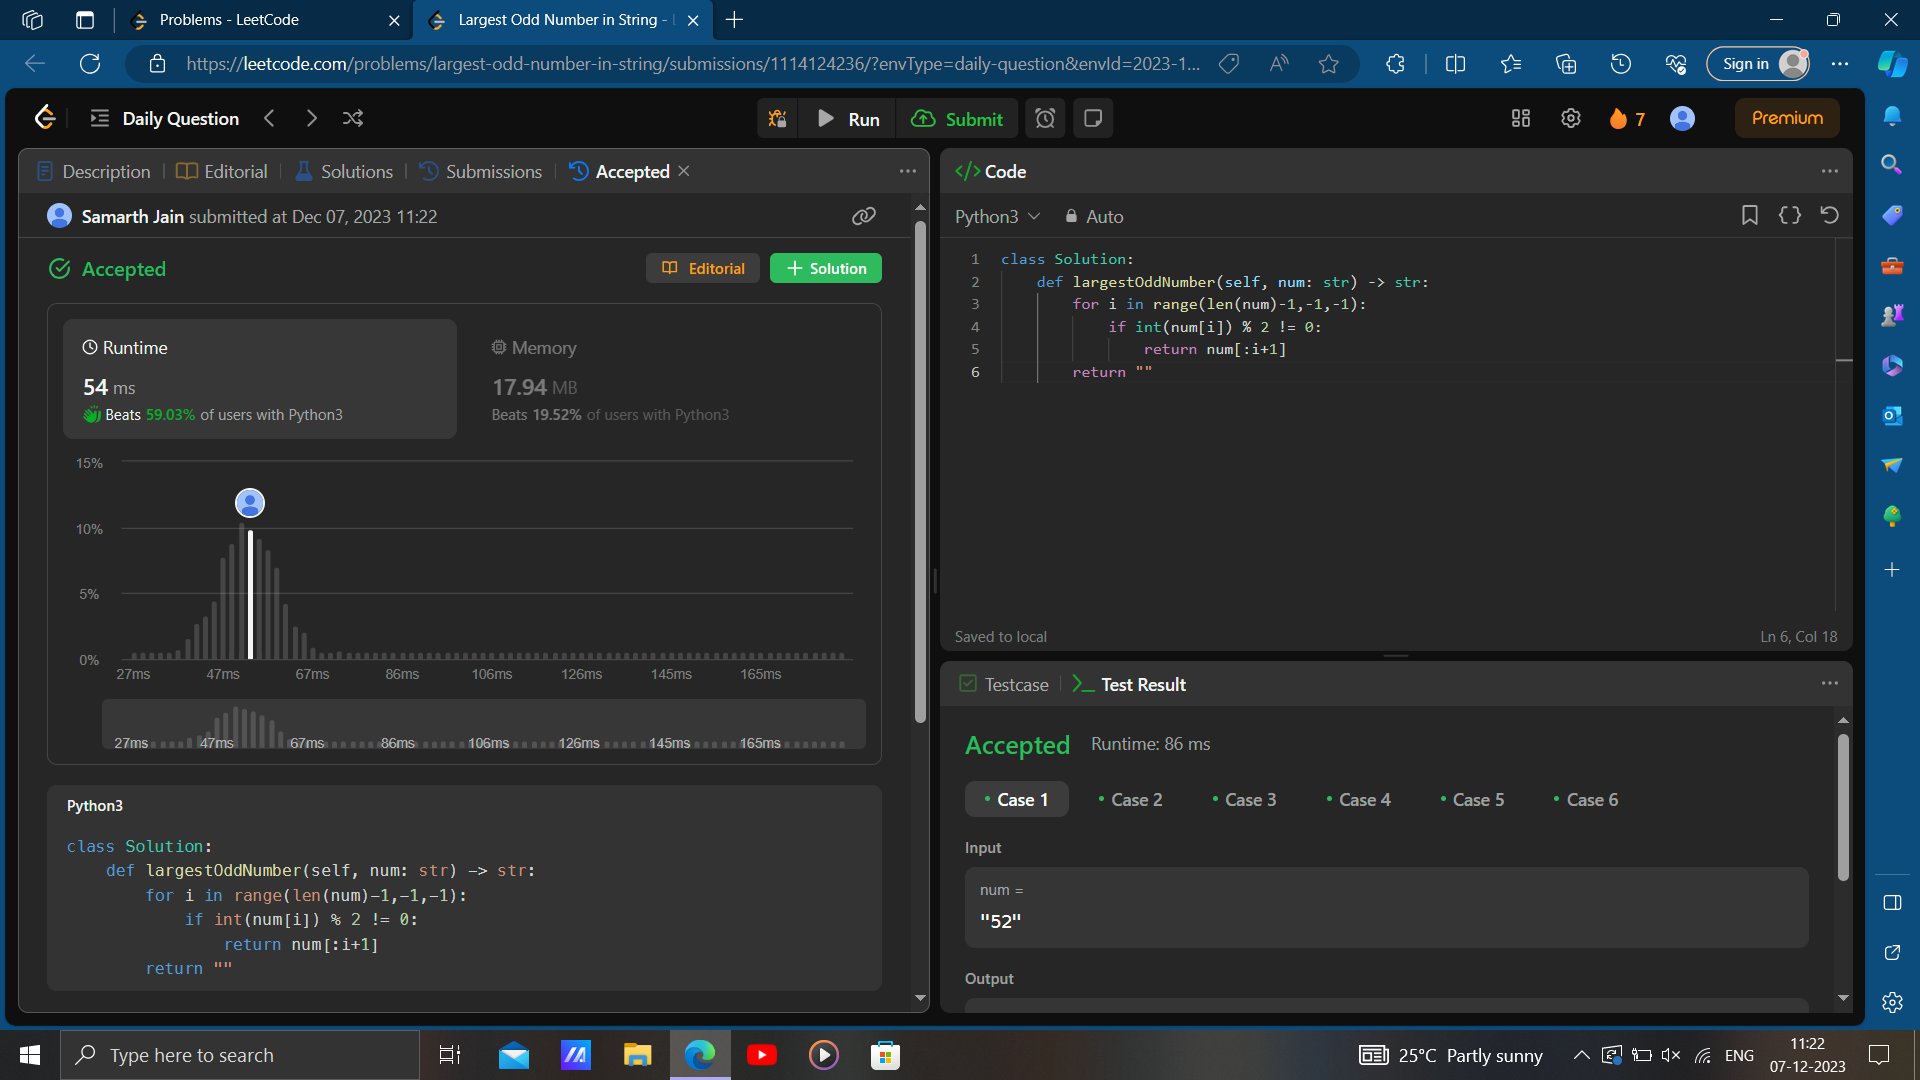 Problems - LeetCode
Largest Odd Number in String -
https://leetcode.com/problems/largest-odd-number-in-string/submissions/1114124236/?envType=daily-question&envId=2023-1...
Sign in
Daily Question
Run
Submit
7
Premium
Description
Editorial
Solutions
Submissions
Accepted
Samarth Jain submitted at Dec 07, 2023 11:22
Accepted
Editorial
Solution
Runtime
54 ms
Beats 59.03% of users with Python3
Memory
17.94 MB
Beats 19.52% of users with Python3
15%
10%
5%
0%
27ms 47ms 67ms 86ms 106ms 126ms 145ms 165ms
27ms 47ms 67ms 86ms 106ms 126ms 145ms 165ms
Python3
class Solution:
    def largestOddNumber(self, num: str) -> str:
        for i in range(len(num)-1,-1,-1):
            if int(num[i]) % 2 != 0:
                return num[:i+1]
        return ""
</> Code
Python3
Auto
1 class Solution:
2     def largestOddNumber(self, num: str) -> str:
3         for i in range(len(num)-1,-1,-1):
4             if int(num[i]) % 2 != 0:
5                 return num[:i+1]
6         return ""
Saved to local
Ln 6, Col 18
Testcase
Test Result
Accepted Runtime: 86 ms
Case 1
Case 2
Case 3
Case 4
Case 5
Case 6
Input
num =
"52"
Output
Type here to search
25°C Partly sunny
ENG
11:22
07-12-2023